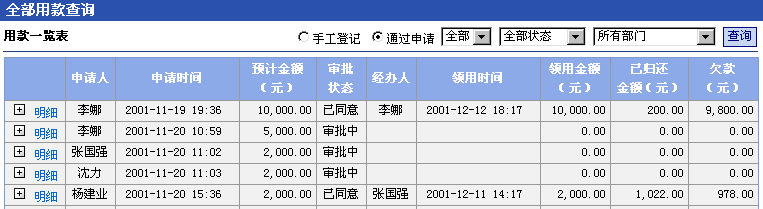 全部用款查询
用款一览表 手工登记 通过申请 全部 全部状态 所有部门 查询
申请人 申请时间 预计金额（元） 审批状态 经办人 领用时间 领用金额（元） 已归还金额（元） 欠款（元）
明细 李娜 2001-11-19 19:36 10,000.00 已同意 李娜 2001-12-12 18:17 10,000.00 200.00 9,800.00
明细 李娜 2001-11-20 10:59 5,000.00 审批中 0.00 0.00 0.00
明细 张国强 2001-11-20 11:02 2,000.00 审批中 0.00 0.00 0.00
明细 沈力 2001-11-20 11:03 2,000.00 审批中 0.00 0.00 0.00
明细 杨建业 2001-11-20 15:36 2,000.00 已同意 张国强 2001-12-11 14:17 2,000.00 1,022.00 978.00